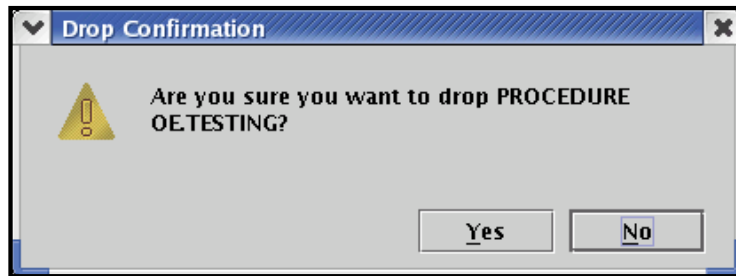 Drop Confirmation
Are you sure you want to drop PROCEDURE
OE.TESTING?
Yes
No